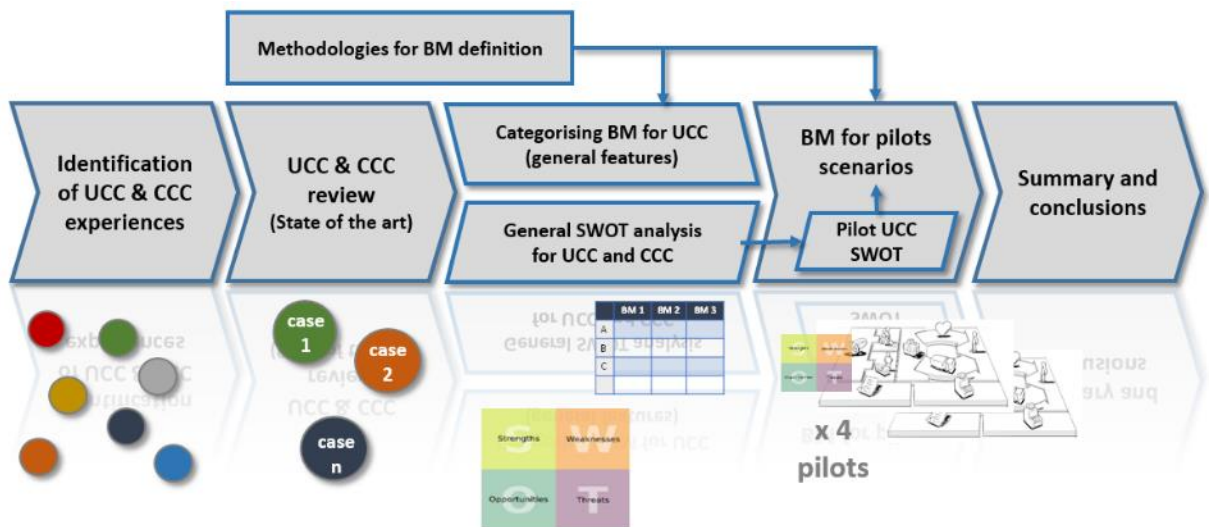 Methodologies for BM definition
Identification
of UCC & CCC
experiences
UCC & CCC
review
(State of the art)
Categorising BM for UCC
(general features)
General SWOT analysis
for UCC and CCC
BM for pilots
scenarios
Pilot UCC
SWOT
Summary and
conclusions
case
1
case
2
case
n
BM 1 BM 2 BM 3
A
B
C
S W
O T
Strengths Weaknesses
Opportunities Threats
S W
O T
x 4
pilots